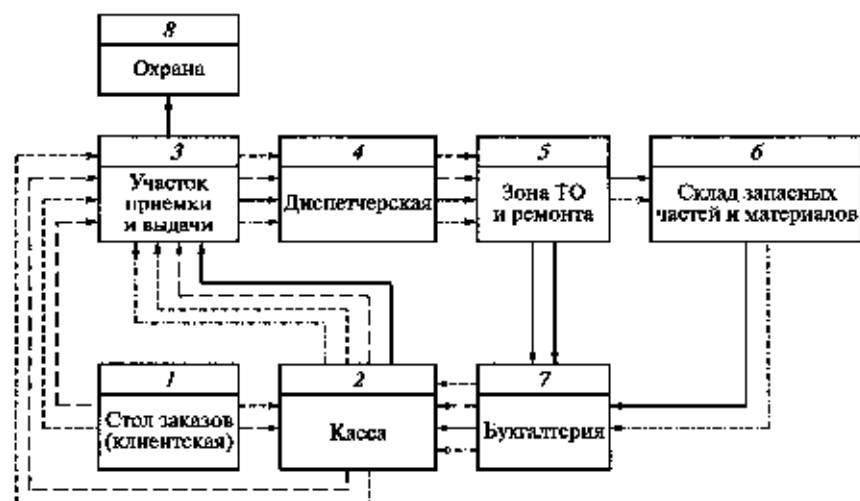 8
Охрана
3
Участок
приемки
и выдачи
4
Диспетчерская
5
Зона ТО
и ремонта
6
Склад запасных
частей и материалов
1
Стол заказов
(клиентская)
2
Касса
7
Бухгалтерия